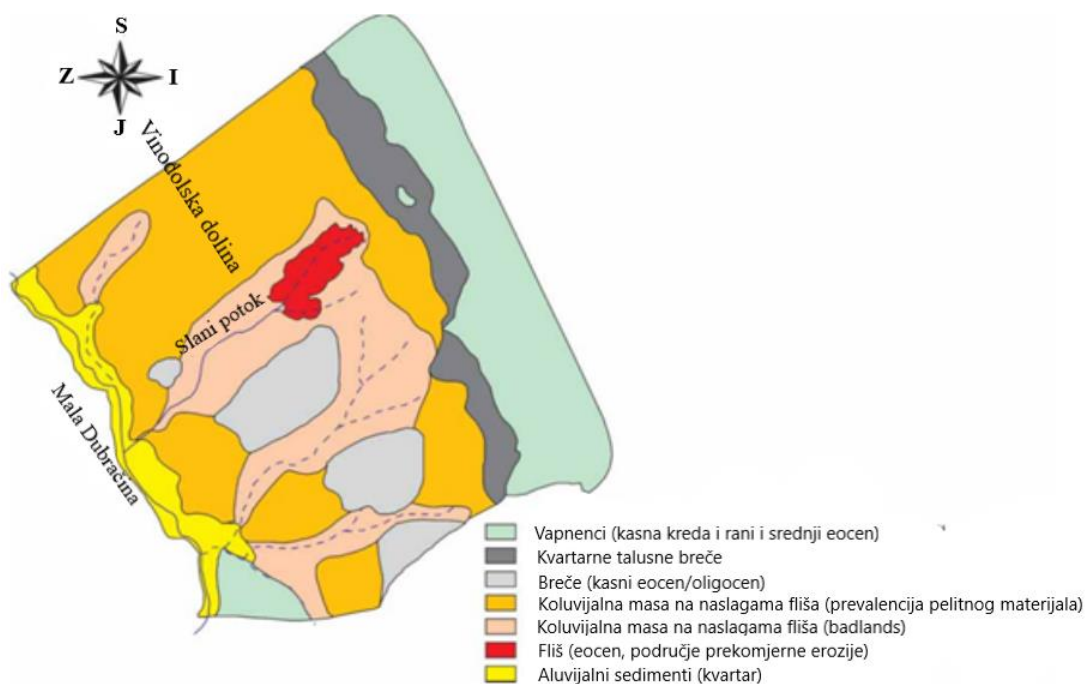 S
Z
I
J
Vinodolska dolina
Slani potok
Mala Dubračina
Vapnenci (kasna kreda i rani i srednji eocen)
Kvartarne talusne breče
Breče (kasni eocen/oligocen)
Koluvijalna masa na naslagama fliša (prevalencija pelitnog materijala)
Koluvijalna masa na naslagama fliša (badlands)
Fliš (eocen, područje prekomjerne erozije)
Aluvijalni sedimenti (kvartar)